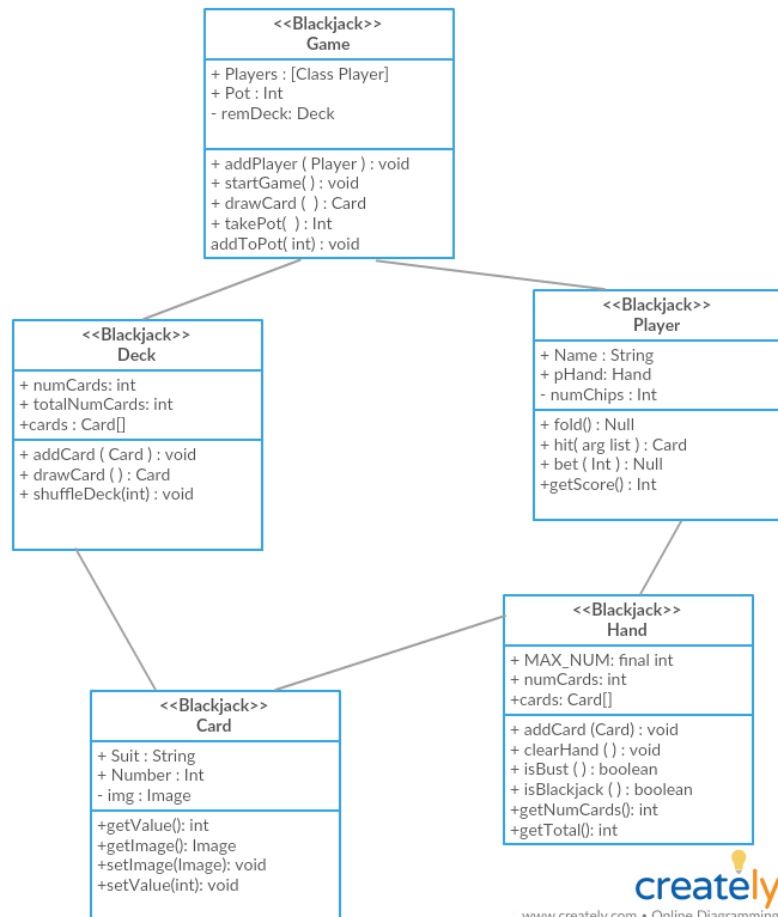 <<Blackjack>>
Game
+ Players : [Class Player]
+ Pot : Int
- remDeck: Deck
+ addPlayer ( Player ) : void
+ startGame( ) : void
+ drawCard (  ) : Card
+ takePot(  ) : Int
addToPot( int) : void
<<Blackjack>>
Deck
+ numCards: int
+ totalNumCards: int
+cards : Card[]
+ addCard ( Card ) : void
+ drawCard ( ) : Card
+ shuffleDeck(int) : void
<<Blackjack>>
Player
+ Name : String
+ pHand: Hand
- numChips : Int
+ fold() : Null
+ hit( arg list ) : Card
+ bet ( Int ) : Null
+getScore() : Int
<<Blackjack>>
Hand
+ MAX_NUM: final int
+ numCards: int
+cards: Card[]
+ addCard (Card) : void
+ clearHand ( ) : void
+ isBust ( ) : boolean
+ isBlackjack ( ) : boolean
+getNumCards(): int
+getTotal(): int
<<Blackjack>>
Card
+ Suit : String
+ Number : Int
- img : Image
+getValue(): int
+getImage(): Image
+setImage(Image): void
+setValue(int): void
creately
www.creately.com • Online Diagramming